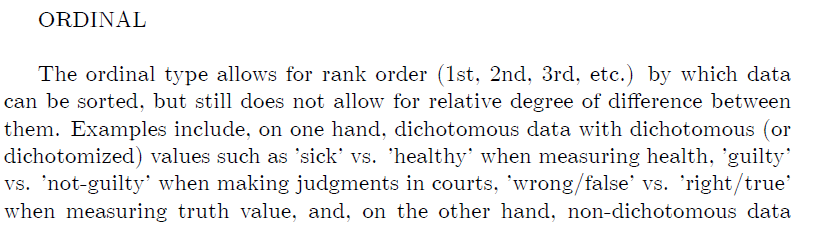 ORDINAL
The ordinal type allows for rank order (1st, 2nd, 3rd, etc.) by which data
can be sorted, but still does not allow for relative degree of difference between
them. Examples include, on one hand, dichotomous data with dichotomous (or
dichotomized) values such as 'sick' vs. 'healthy' when measuring health, 'guilty'
vs. 'not-guilty' when making judgments in courts, 'wrong/false' vs. 'right/true'
when measuring truth value, and, on the other hand, non-dichotomous data